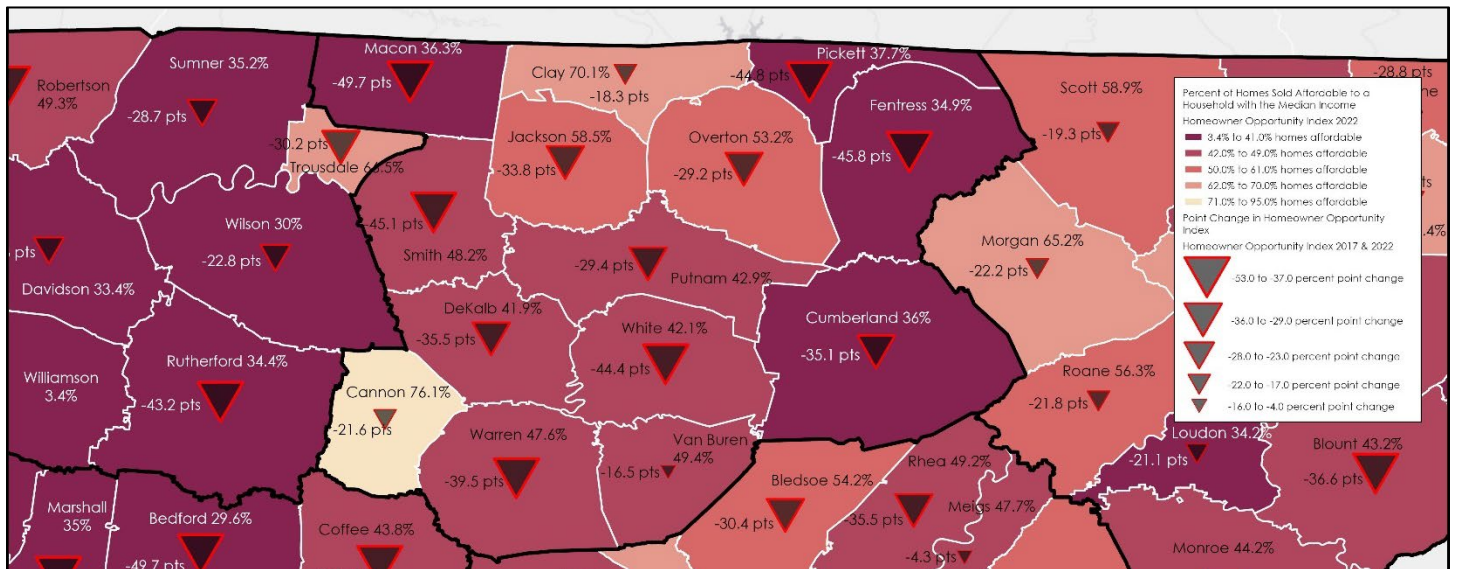 Macon 36.3%
-49.7 pts
Sumner 35.2%
-28.7 pts
Robertson
49.3%
Clay 70.1%
-18.3 pts
Pickett 37.7%
-44.8 pts
Fentress 34.9%
-45.8 pts
Scott 58.9%
-19.3 pts
-28.8 pts
-30.2 pts
Trousdale
Jackson 58.5%
-33.8 pts
Overton 53.2%
-29.2 pts
Wilson 30%
-22.8 pts
-45.1 pts
Smith 48.2%
-29.4 pts
Putnam 42.9%
Morgan 65.2%
-22.2 pts
pts
Davidson 33.4%
DeKalb 41.9%
-35.5 pts
White 42.1%
-44.4 pts
Cumberland 36%
-35.1 pts
Rutherford 34.4%
-43.2 pts
Williamson
3.4%
Cannon 76.1%
-21.6 pts
Roane 56.3%
-21.8 pts
Warren 47.6%
-39.5 pts
Van Buren
49.4%
-16.5 pts
Loudon 34.2%
-21.1 pts
Blount 43.2%
-36.6 pts
Bledsoe 54.2%
-30.4 pts
Rhea 49.2%
-35.5 pts
Meigs 47.7%
-4.3 pts
Marshall
35%
Bedford 29.6%
-49.7 pts
Coffee 43.8%
Monroe 44.2%
Percent of Homes Sold Affordable to a
Household with the Median Income
Homeowner Opportunity Index 2022
3.4% to 41.0% homes affordable
42.0% to 49.0% homes affordable
50.0% to 61.0% homes affordable
62.0% to 70.0% homes affordable
71.0% to 95.0% homes affordable
Point Change in Homeowner Opportunity
Index
Homeowner Opportunity Index 2017 & 2022
-53.0 to -37.0 percent point change
-36.0 to -29.0 percent point change
-28.0 to -23.0 percent point change
-22.0 to -17.0 percent point change
-16.0 to -4.0 percent point change